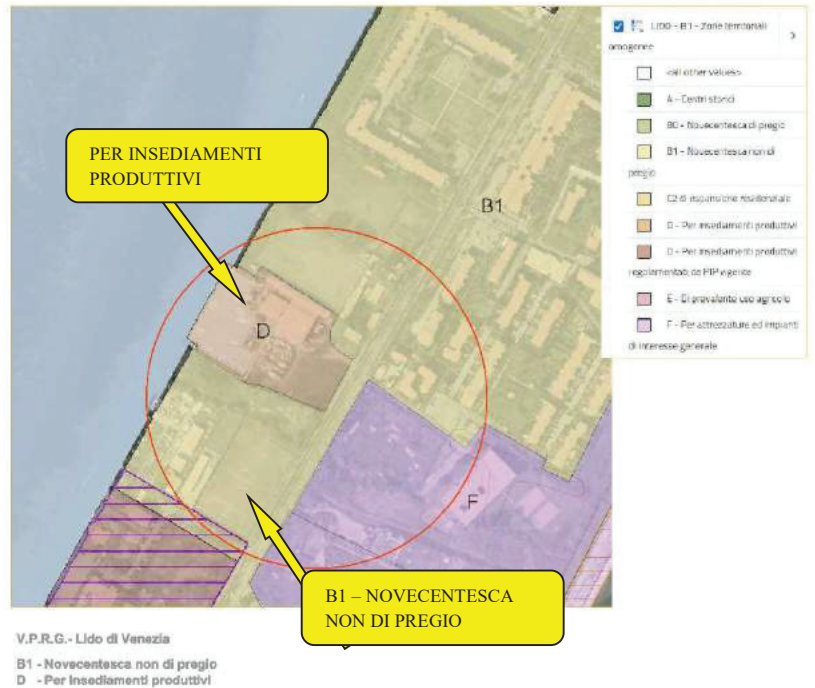 LIDO - B1 - Zone territoriali
omogenee
<all other values>
A - Centri storici
B0 - Novecentesca di pregio
B1 - Novecentesca non di
pregio
C2 di espansione residenziale
D - Per insediamenti produttivi
D - Per insediamenti produttivi
regolamentati da PIP vigente
E - Di prevalente uso agricolo
F - Per attrezzature ed impianti
di interesse generale
PER INSEDIAMENTI
PRODUTTIVI
B1
D
F
B1 – NOVECENTESCA
NON DI PREGIO
V.P.R.G.- Lido di Venezia
B1 - Novecentesca non di pregio
D - Per Insediamenti produttivi